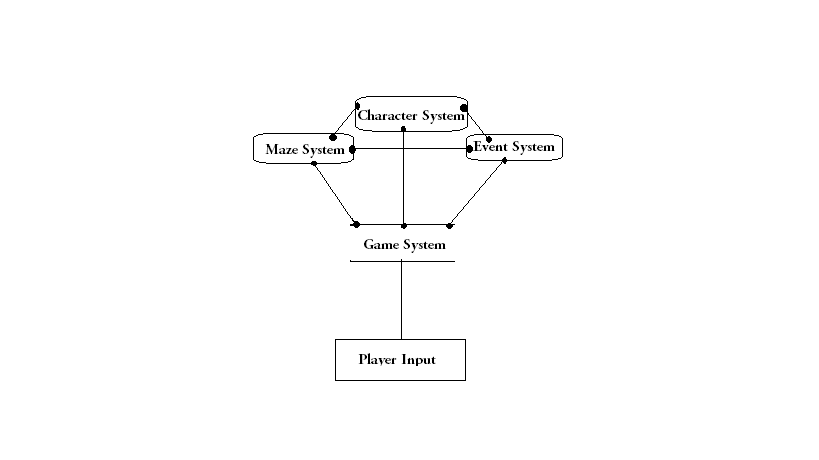 Character System
Maze System
Event System
Game System
Player Input